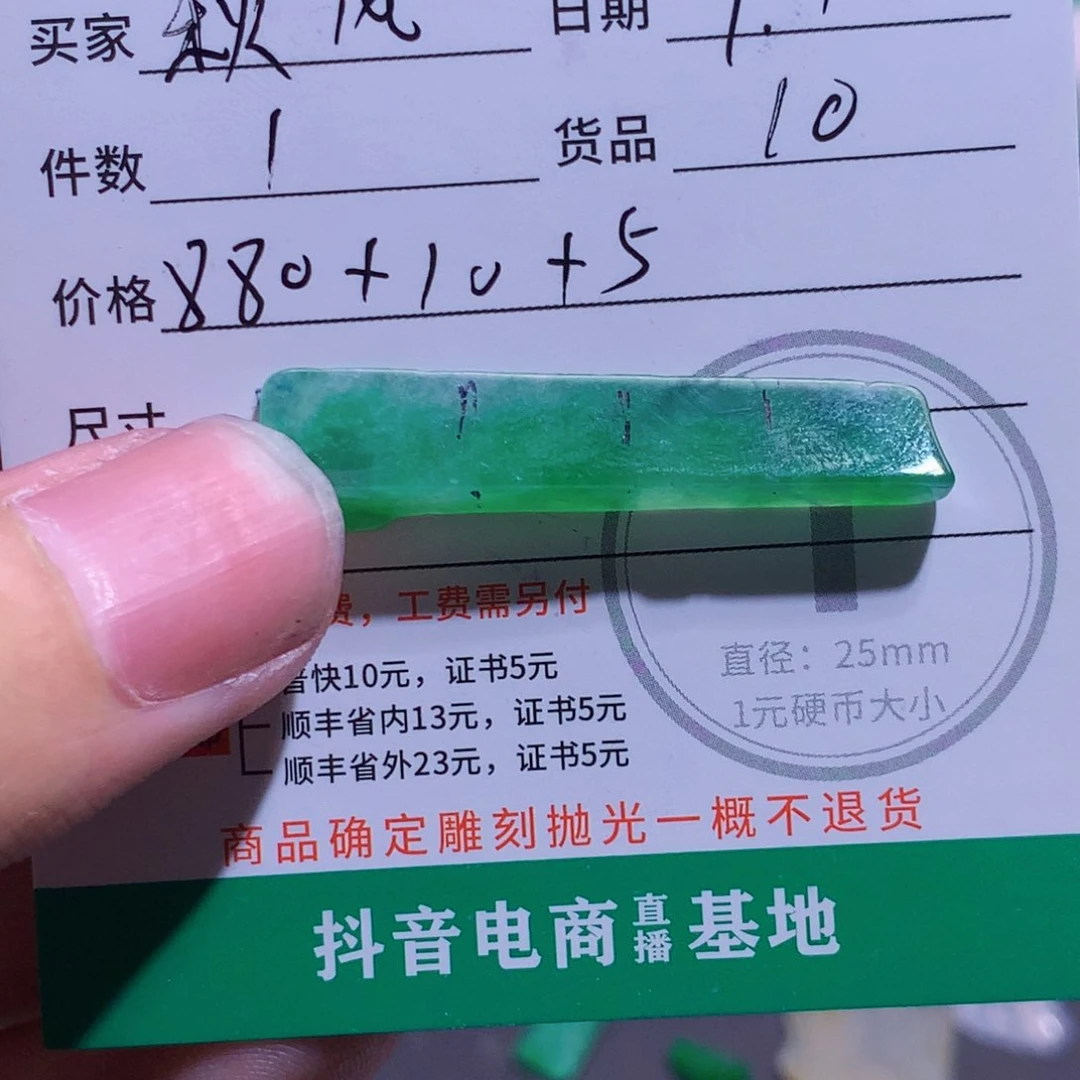 买家 秋风 日期
件数 1 货品 10
价格 880+10+5
尺寸
费，工费需另付
普快10元，证书5元
顺丰省内13元，证书5元
顺丰省外23元，证书5元
直径：25mm
1元硬币大小
商品确定雕刻抛光一概不退货
抖音电商直播基地